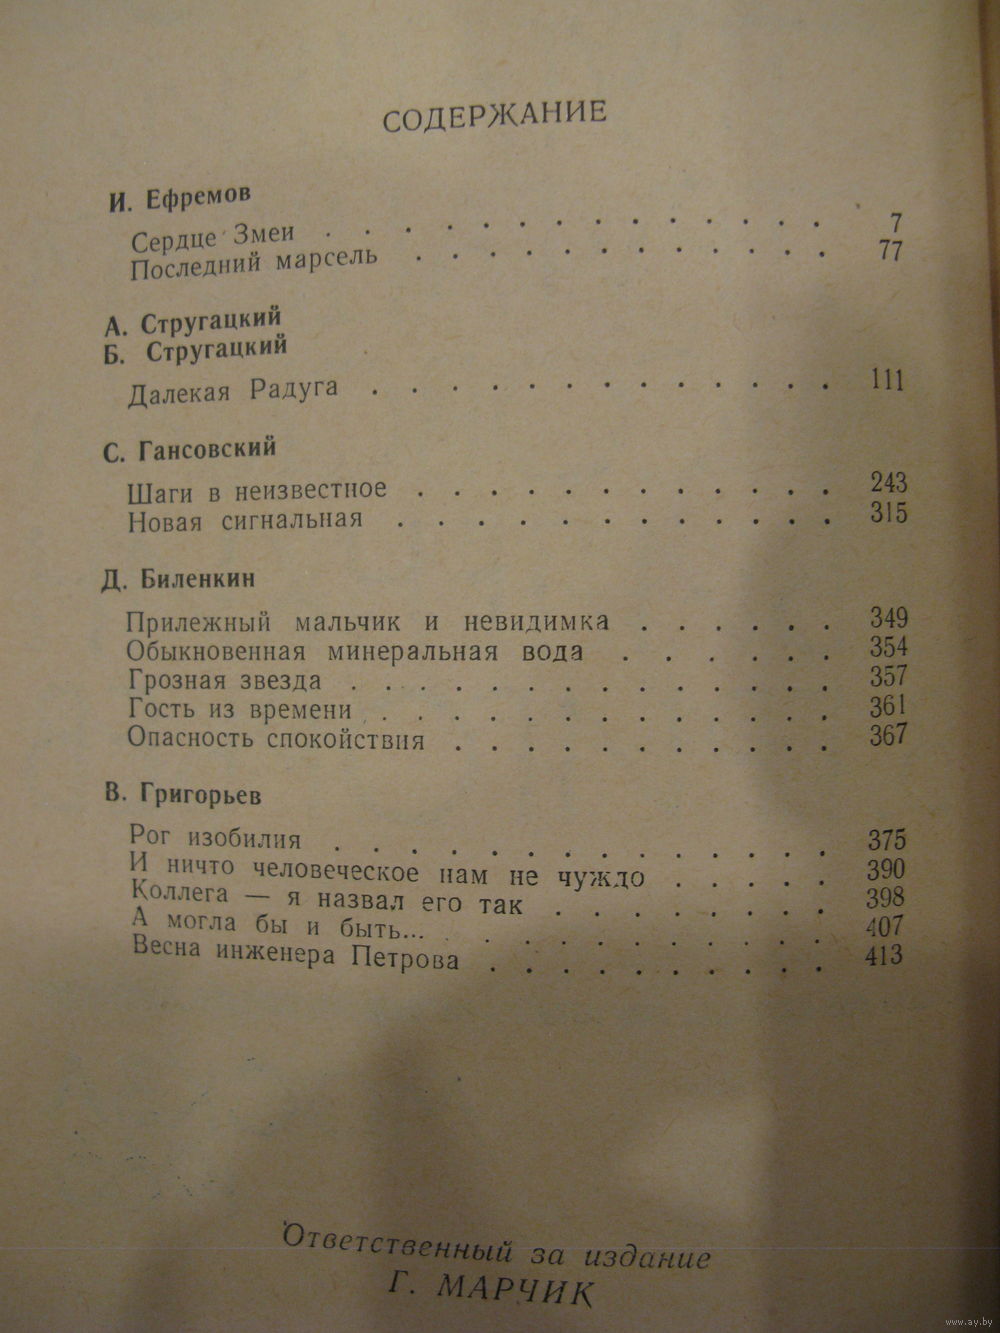 СОДЕРЖАНИЕ
И. Ефремов
Сердце Змеи . . . . . . . . . . . . . 7
Последний марсель . . . . . . . . . . . 77
А. Стругацкий
Б. Стругацкий
Далекая Радуга . . . . . . . . . . . . 111
С. Гансовский
Шаги в неизвестное . . . . . . . . . . . 243
Новая сигнальная . . . . . . . . . . . 315
Д. Биленкин
Прилежный мальчик и невидимка . . . . . . 349
Обыкновенная минеральная вода . . . . . . 354
Грозная звезда . . . . . . . . . . . . . 357
Гость из времени . . . . . . . . . . . . 361
Опасность спокойствия . . . . . . . . . . 367
В. Григорьев
Рог изобилия . . . . . . . . . . . . . 375
И ничто человеческое нам не чуждо . . . . . 390
Коллега — я назвал его так . . . . . . . . 398
А могла бы и быть... . . . . . . . . . . 407
Весна инженера Петрова . . . . . . . . . . 413
Ответственный за издание
Г. МАРЧИК
www.ay.by